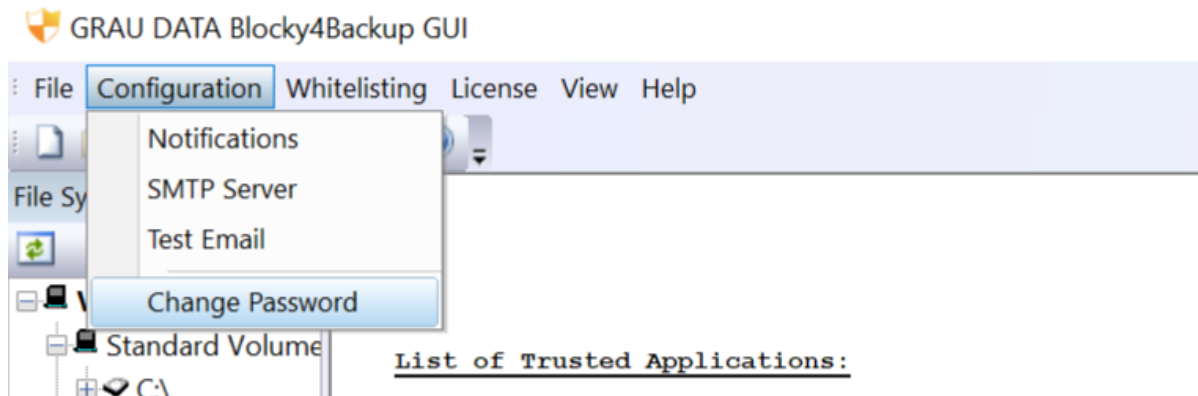 GRAU DATA Blocky4Backup GUI
File Configuration Whitelisting License View Help
Notifications
File Sy
SMTP Server
Test Email
Change Password
Standard Volume
List of Trusted Applications:
C:\